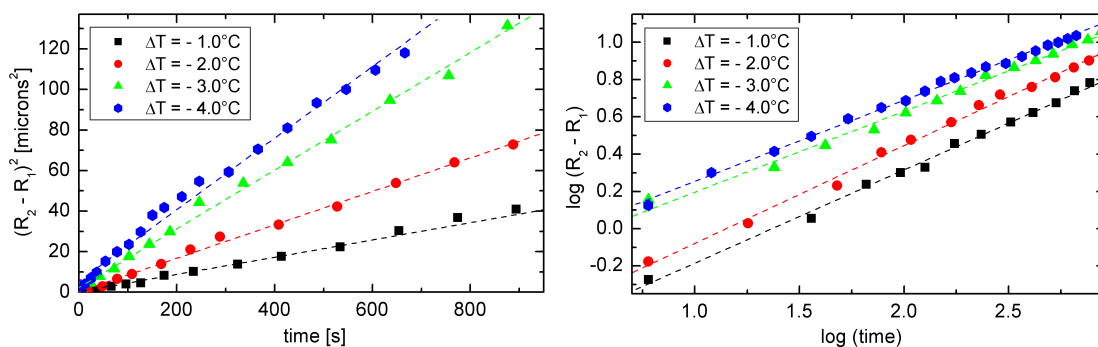 (R₂ - R₁)² [microns²]
120
100
80
60
40
20
0
0
200
400
600
800
time [s]
ΔT = - 1.0°C
ΔT = - 2.0°C
ΔT = - 3.0°C
ΔT = - 4.0°C
log (R₂ - R₁)
1.0
0.8
0.6
0.4
0.2
0.0
-0.2
1.0
1.5
2.0
2.5
log (time)
ΔT = - 1.0°C
ΔT = - 2.0°C
ΔT = - 3.0°C
ΔT = - 4.0°C